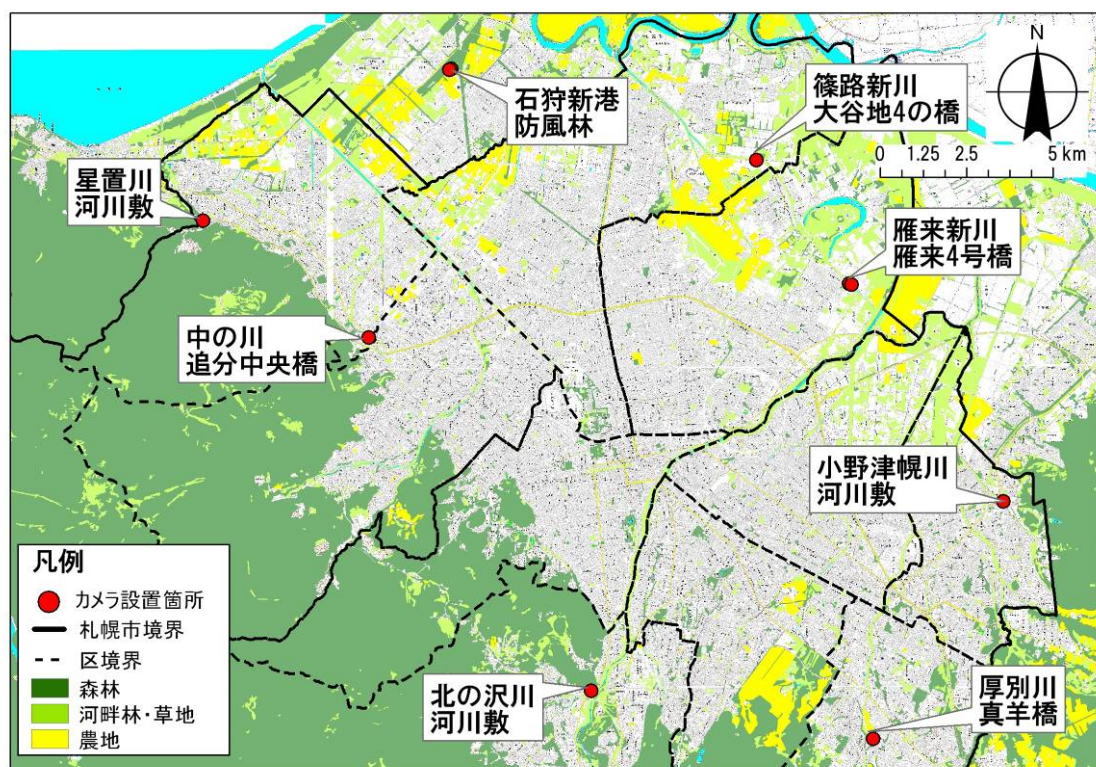 石狩新港
防風林
篠路新川
大谷地4の橋
N
0 1.25 2.5 5 km
星置川
河川敷
雁来新川
雁来4号橋
中の川
追分中央橋
小野津幌川
河川敷
北の沢川
河川敷
厚別川
真羊橋
凡例
カメラ設置箇所
札幌市境界
区境界
森林
河畔林・草地
農地